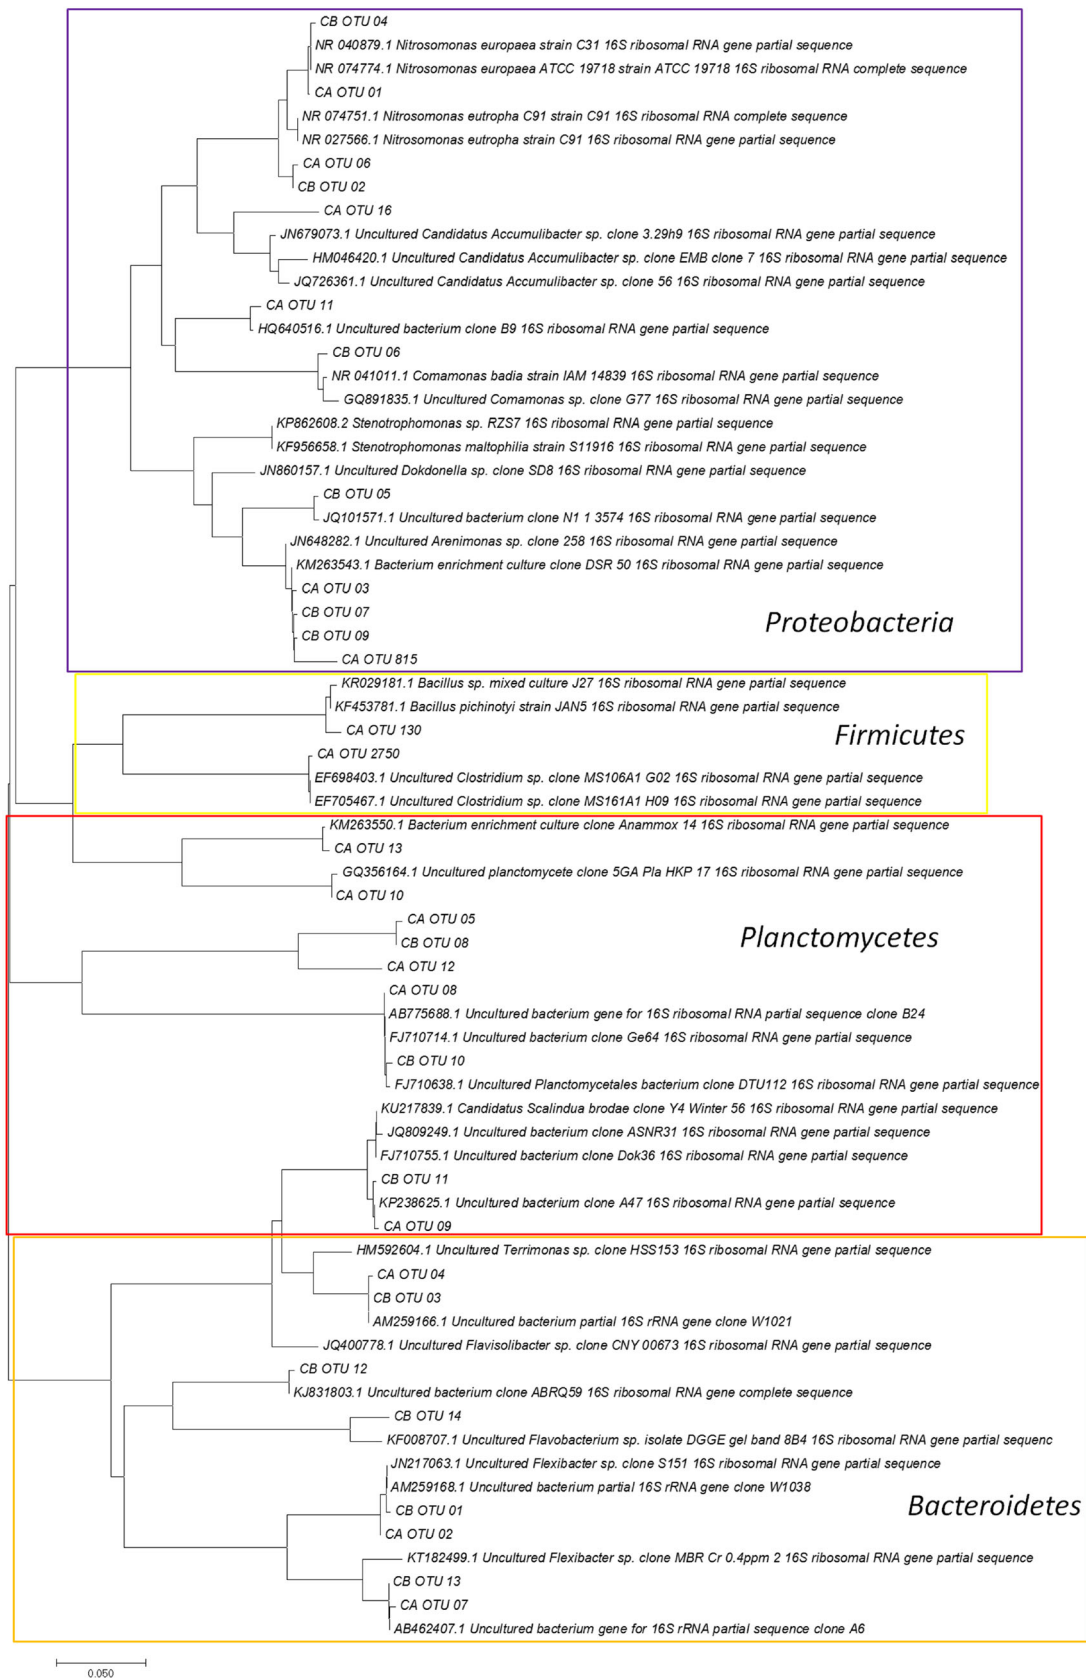 CB OTU 04
NR 040879.1 Nitrosomonas europaea strain C31 16S ribosomal RNA gene partial sequence
NR 074774.1 Nitrosomonas europaea ATCC 19718 strain ATCC 19718 16S ribosomal RNA complete sequence
CA OTU 01
NR 074751.1 Nitrosomonas eutropha C91 strain C91 16S ribosomal RNA complete sequence
NR 027566.1 Nitrosomonas eutropha strain C91 16S ribosomal RNA gene partial sequence
CA OTU 06
CB OTU 02
CA OTU 16
JN679073.1 Uncultured Candidatus Accumulibacter sp. clone 3.29h9 16S ribosomal RNA gene partial sequence
HM046420.1 Uncultured Candidatus Accumulibacter sp. clone EMB clone 7 16S ribosomal RNA gene partial sequence
JQ726361.1 Uncultured Candidatus Accumulibacter sp. clone 56 16S ribosomal RNA gene partial sequence
CA OTU 11
HQ640516.1 Uncultured bacterium clone B9 16S ribosomal RNA gene partial sequence
CB OTU 06
NR 041011.1 Comamonas badia strain IAM 14839 16S ribosomal RNA gene partial sequence
GQ891835.1 Uncultured Comamonas sp. clone G77 16S ribosomal RNA gene partial sequence
KP862608.2 Stenotrophomonas sp. RZS7 16S ribosomal RNA gene partial sequence
KF956658.1 Stenotrophomonas maltophilia strain S11916 16S ribosomal RNA gene partial sequence
JN860157.1 Uncultured Dokdonella sp. clone SD8 16S ribosomal RNA gene partial sequence
CB OTU 05
JQ101571.1 Uncultured bacterium clone N1 1 3574 16S ribosomal RNA gene partial sequence
JN648282.1 Uncultured Arenimonas sp. clone 258 16S ribosomal RNA gene partial sequence
KM263543.1 Bacterium enrichment culture clone DSR 50 16S ribosomal RNA gene partial sequence
CA OTU 03
CB OTU 07
Proteobacteria
CB OTU 09
CA OTU 815
KR029181.1 Bacillus sp. mixed culture J27 16S ribosomal RNA gene partial sequence
KF453781.1 Bacillus pichinotyi strain JAN5 16S ribosomal RNA gene partial sequence
CA OTU 130
Firmicutes
CA OTU 2750
EF698403.1 Uncultured Clostridium sp. clone MS106A1 G02 16S ribosomal RNA gene partial sequence
EF705467.1 Uncultured Clostridium sp. clone MS161A1 H09 16S ribosomal RNA gene partial sequence
KM263550.1 Bacterium enrichment culture clone Anammox 14 16S ribosomal RNA gene partial sequence
CA OTU 13
GQ356164.1 Uncultured planctomycete clone 5GA Pla HKP 17 16S ribosomal RNA gene partial sequence
CA OTU 10
CA OTU 05
Planctomycetes
CB OTU 08
CA OTU 12
CA OTU 08
AB775688.1 Uncultured bacterium gene for 16S ribosomal RNA partial sequence clone B24
FJ710714.1 Uncultured bacterium clone Ge64 16S ribosomal RNA gene partial sequence
CB OTU 10
FJ710638.1 Uncultured Planctomycetales bacterium clone DTU112 16S ribosomal RNA gene partial sequence
KU217839.1 Candidatus Scalindua brodae clone Y4 Winter 56 16S ribosomal RNA gene partial sequence
JQ809249.1 Uncultured bacterium clone ASNR31 16S ribosomal RNA gene partial sequence
FJ710755.1 Uncultured bacterium clone Dok36 16S ribosomal RNA gene partial sequence
CB OTU 11
KP238625.1 Uncultured bacterium clone A47 16S ribosomal RNA gene partial sequence
CA OTU 09
HM592604.1 Uncultured Terrimonas sp. clone HSS153 16S ribosomal RNA gene partial sequence
CA OTU 04
CB OTU 03
AM259166.1 Uncultured bacterium partial 16S rRNA gene clone W1021
JQ400778.1 Uncultured Flavisolibacter sp. clone CNY 00673 16S ribosomal RNA gene partial sequence
CB OTU 12
KJ831803.1 Uncultured bacterium clone ABRQ59 16S ribosomal RNA gene complete sequence
CB OTU 14
KF008707.1 Uncultured Flavobacterium sp. isolate DGGE gel band 8B4 16S ribosomal RNA gene partial sequenc
JN217063.1 Uncultured Flexibacter sp. clone S151 16S ribosomal RNA gene partial sequence
AM259168.1 Uncultured bacterium partial 16S rRNA gene clone W1038
Bacteroidetes
CB OTU 01
CA OTU 02
KT182499.1 Uncultured Flexibacter sp. clone MBR Cr 0.4ppm 2 16S ribosomal RNA gene partial sequence
CB OTU 13
CA OTU 07
AB462407.1 Uncultured bacterium gene for 16S rRNA partial sequence clone A6
0.050